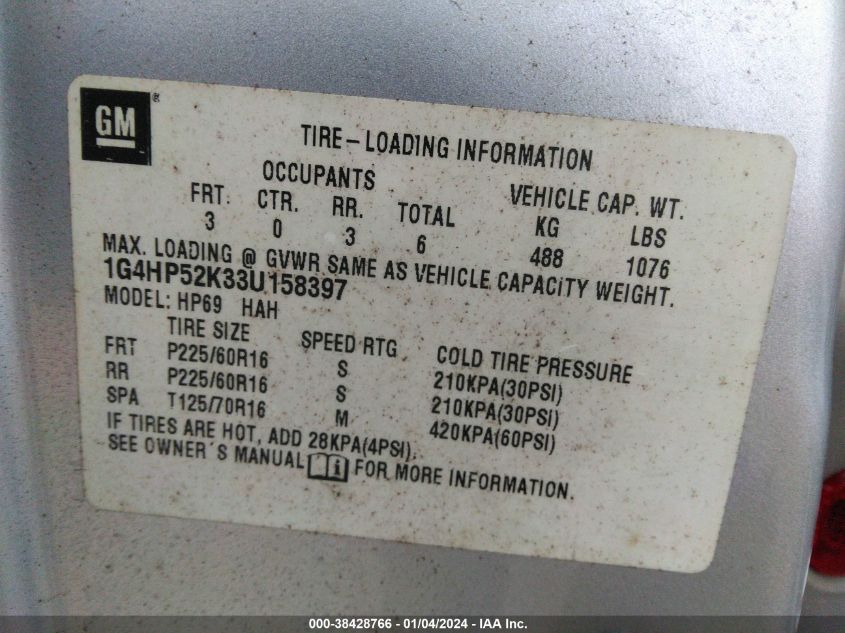 GM
TIRE-LOADING INFORMATION
OCCUPANTS VEHICLE CAP. WT.
FRT. CTR. RR. TOTAL KG LBS
3 0 3 6 488 1076
MAX. LOADING @ GVWR SAME AS VEHICLE CAPACITY WEIGHT.
1G4HP52K33U158397
MODEL: HP69 HAH
TIRE SIZE SPEED RTG COLD TIRE PRESSURE
FRT P225/60R16 S 210KPA(30PSI)
RR P225/60R16 S 210KPA(30PSI)
SPA T125/70R16 M 420KPA(60PSI)
IF TIRES ARE HOT, ADD 28KPA(4PSI).
SEE OWNER'S MANUAL i FOR MORE INFORMATION.
000-38428766 - 01/04/2024 - IAA Inc.